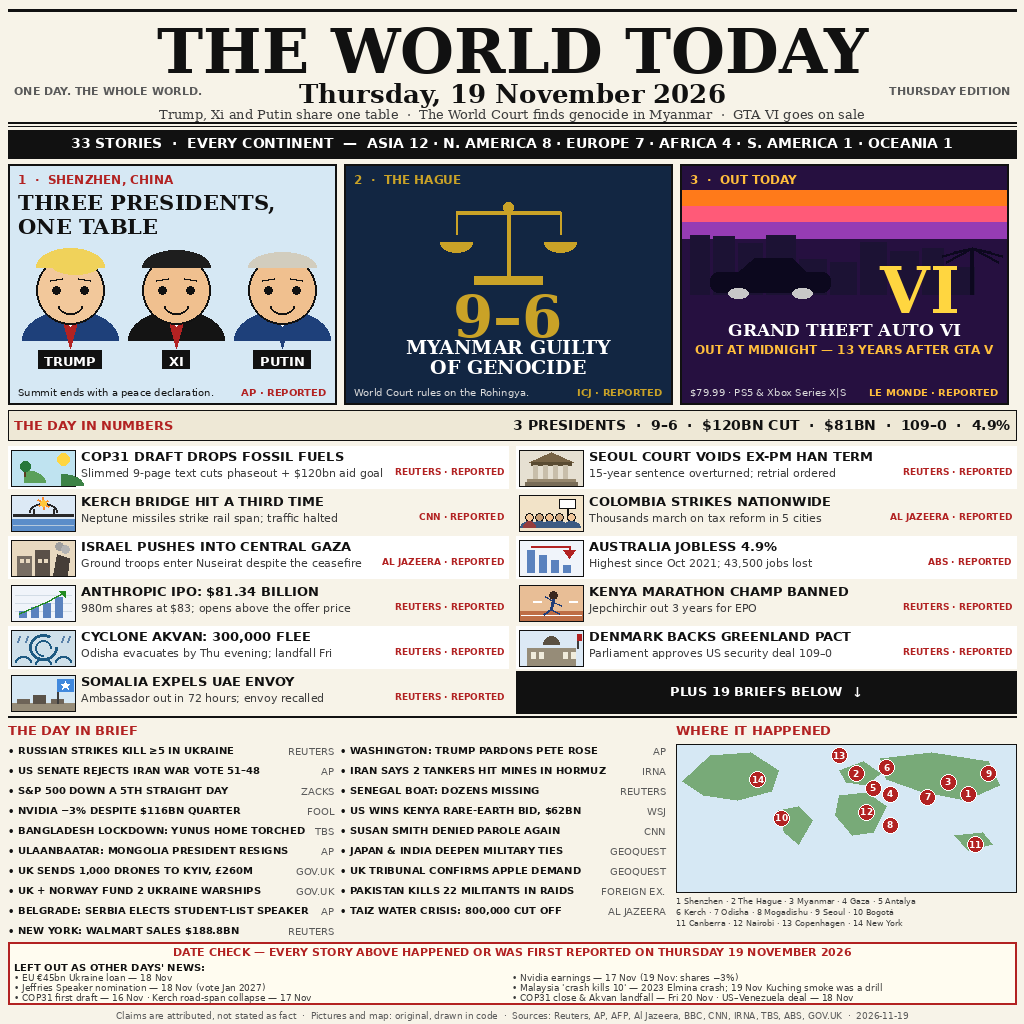 THE WORLD TODAY
ONE DAY. THE WHOLE WORLD.
Thursday, 19 November 2026
THURSDAY EDITION
Trump, Xi and Putin share one table · The World Court finds genocide in Myanmar · GTA VI goes on sale
33 STORIES · EVERY CONTINENT — ASIA 12 · N. AMERICA 8 · EUROPE 7 · AFRICA 4 · S. AMERICA 1 · OCEANIA 1
1 · SHENZHEN, CHINA
THREE PRESIDENTS,
ONE TABLE
TRUMP
XI
PUTIN
Summit ends with a peace declaration.
AP · REPORTED
2 · THE HAGUE
9–6
MYANMAR GUILTY
OF GENOCIDE
World Court rules on the Rohingya.
ICJ · REPORTED
3 · OUT TODAY
VI
GRAND THEFT AUTO VI
OUT AT MIDNIGHT — 13 YEARS AFTER GTA V
$79.99 · PS5 & Xbox Series X|S
LE MONDE · REPORTED
THE DAY IN NUMBERS
3 PRESIDENTS · 9–6 · $120BN CUT · $81BN · 109–0 · 4.9%
COP31 DRAFT DROPS FOSSIL FUELS
Slimmed 9-page text cuts phaseout + $120bn aid goal
REUTERS · REPORTED
KERCH BRIDGE HIT A THIRD TIME
Neptune missiles strike rail span; traffic halted
CNN · REPORTED
ISRAEL PUSHES INTO CENTRAL GAZA
Ground troops enter Nuseirat despite the ceasefire
AL JAZEERA · REPORTED
ANTHROPIC IPO: $81.34 BILLION
980m shares at $83; opens above the offer price
REUTERS · REPORTED
CYCLONE AKVAN: 300,000 FLEE
Odisha evacuates by Thu evening; landfall Fri
REUTERS · REPORTED
SOMALIA EXPELS UAE ENVOY
Ambassador out in 72 hours; envoy recalled
REUTERS · REPORTED
SEOUL COURT VOIDS EX-PM HAN TERM
15-year sentence overturned; retrial ordered
REUTERS · REPORTED
COLOMBIA STRIKES NATIONWIDE
Thousands march on tax reform in 5 cities
AL JAZEERA · REPORTED
AUSTRALIA JOBLESS 4.9%
Highest since Oct 2021; 43,500 jobs lost
ABS · REPORTED
KENYA MARATHON CHAMP BANNED
Jepchirchir out 3 years for EPO
REUTERS · REPORTED
DENMARK BACKS GREENLAND PACT
Parliament approves US security deal 109–0
REUTERS · REPORTED
PLUS 19 BRIEFS BELOW ↓
THE DAY IN BRIEF
• RUSSIAN STRIKES KILL ≥5 IN UKRAINE REUTERS
• US SENATE REJECTS IRAN WAR VOTE 51–48 AP
• S&P 500 DOWN A 5TH STRAIGHT DAY ZACKS
• NVIDIA −3% DESPITE $116BN QUARTER FOOL
• BANGLADESH LOCKDOWN: YUNUS HOME TORCHED TBS
• ULAANBAATAR: MONGOLIA PRESIDENT RESIGNS AP
• UK SENDS 1,000 DRONES TO KYIV, £260M GOV.UK
• UK + NORWAY FUND 2 UKRAINE WARSHIPS GOV.UK
• BELGRADE: SERBIA ELECTS STUDENT-LIST SPEAKER AP
• NEW YORK: WALMART SALES $188.8BN REUTERS
• WASHINGTON: TRUMP PARDONS PETE ROSE AP
• IRAN SAYS 2 TANKERS HIT MINES IN HORMUZ IRNA
• SENEGAL BOAT: DOZENS MISSING REUTERS
• US WINS KENYA RARE-EARTH BID, $62BN WSJ
• SUSAN SMITH DENIED PAROLE AGAIN CNN
• JAPAN & INDIA DEEPEN MILITARY TIES GEOQUEST
• UK TRIBUNAL CONFIRMS APPLE DEMAND GEOQUEST
• PAKISTAN KILLS 22 MILITANTS IN RAIDS FOREIGN EX.
• TAIZ WATER CRISIS: 800,000 CUT OFF AL JAZEERA
WHERE IT HAPPENED
13
2
6
14
5
4
3
9
7
1
10
12
8
11
1 Shenzhen · 2 The Hague · 3 Myanmar · 4 Gaza · 5 Antalya
6 Kerch · 7 Odisha · 8 Mogadishu · 9 Seoul · 10 Bogotá
11 Canberra · 12 Nairobi · 13 Copenhagen · 14 New York
DATE CHECK — EVERY STORY ABOVE HAPPENED OR WAS FIRST REPORTED ON THURSDAY 19 NOVEMBER 2026
LEFT OUT AS OTHER DAYS' NEWS:
• EU €45bn Ukraine loan — 18 Nov
• Jeffries Speaker nomination — 18 Nov (vote Jan 2027)
• COP31 first draft — 16 Nov · Kerch road-span collapse — 17 Nov
• Nvidia earnings — 17 Nov (19 Nov: shares −3%)
• Malaysia 'crash kills 10' — 2023 Elmina crash; 19 Nov Kuching smoke was a drill
• COP31 close & Akvan landfall — Fri 20 Nov · US–Venezuela deal — 18 Nov
Claims are attributed, not stated as fact · Pictures and map: original, drawn in code · Sources: Reuters, AP, AFP, Al Jazeera, BBC, CNN, IRNA, TBS, ABS, GOV.UK · 2026-11-19